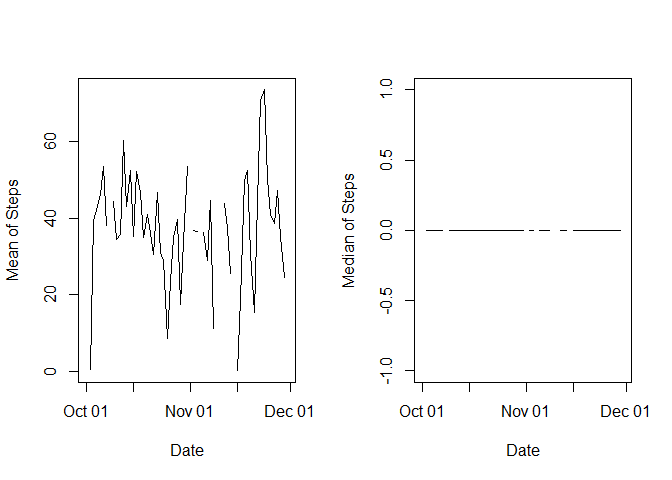 Mean of Steps
60
40
20
0
Oct 01 Nov 01 Dec 01
Date
Median of Steps
1.0
0.5
0.0
-0.5
-1.0
Oct 01 Nov 01 Dec 01
Date